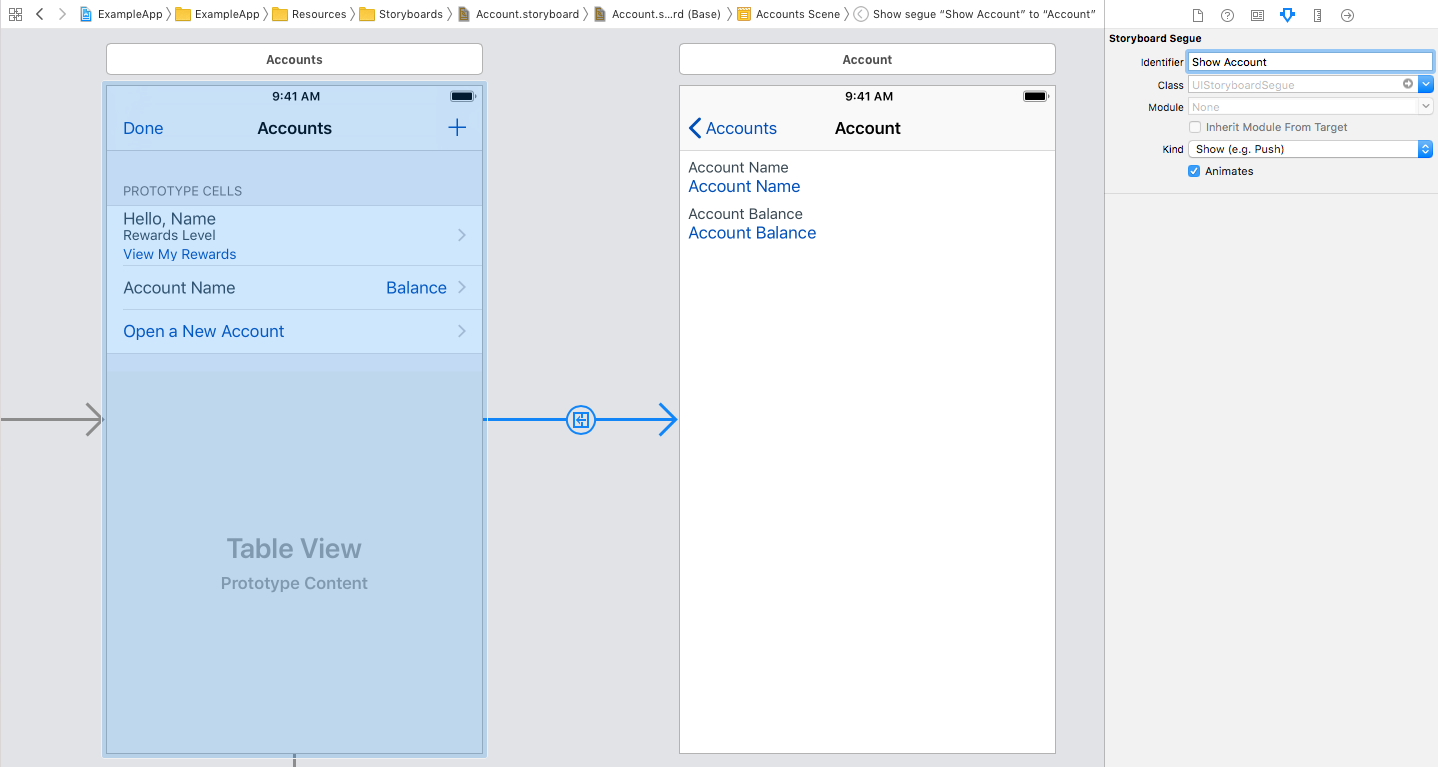 ExampleApp ExampleApp Resources Storyboards Account.storyboard Account.s...rd (Base) Accounts Scene Show segue “Show Account” to “Account”
Accounts
9:41 AM
Done Accounts +
PROTOTYPE CELLS
Hello, Name
Rewards Level
View My Rewards
Account Name Balance
Open a New Account
Table View
Prototype Content
Account
9:41 AM
Accounts Account
Account Name
Account Name
Account Balance
Account Balance
Storyboard Segue
Identifier Show Account
Class UIStoryboardSegue
Module None
Inherit Module From Target
Kind Show (e.g. Push)
Animates